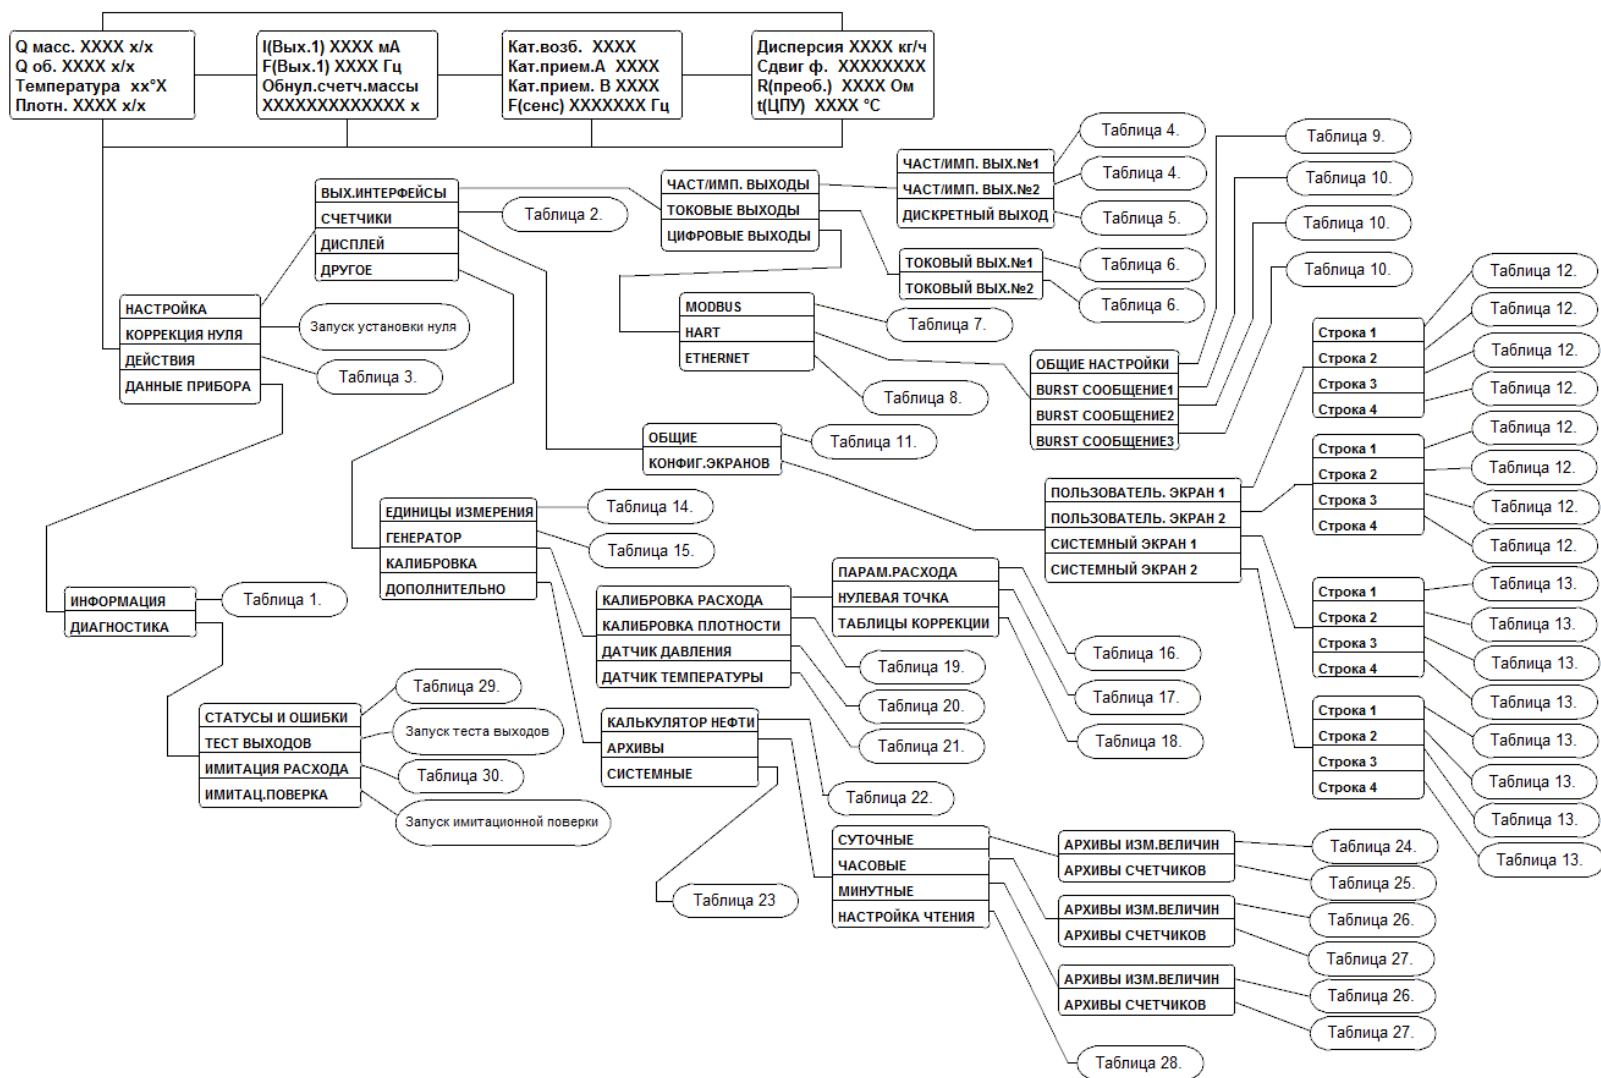 Q масс. XXXX х/х
Q об. XXXX х/х
Температура хх°Х
Плотн. XXXX х/х
I(Вых.1) XXXX мА
F(Вых.1) XXXX Гц
Обнул.счетч.массы
XXXXXXXXXXXXX х
Кат.возб. XXXX
Кат.прием.А XXXX
Кат.прием. В XXXX
F(сенс) XXXXXXX Гц
Дисперсия XXXX кг/ч
Сдвиг ф. XXXXXXXX
R(преоб.) XXXX Ом
t(ЦПУ) XXXX °С
НАСТРОЙКА
КОРРЕКЦИЯ НУЛЯ
ДЕЙСТВИЯ
ДАННЫЕ ПРИБОРА
Запуск установки нуля
Таблица 3.
ВЫХ.ИНТЕРФЕЙСЫ
СЧЕТЧИКИ
ДИСПЛЕЙ
ДРУГОЕ
Таблица 2.
ЧАСТ/ИМП. ВЫХОДЫ
ТОКОВЫЕ ВЫХОДЫ
ЦИФРОВЫЕ ВЫХОДЫ
ЧАСТ/ИМП. ВЫХ.№1
ЧАСТ/ИМП. ВЫХ.№2
ДИСКРЕТНЫЙ ВЫХОД
Таблица 4.
Таблица 4.
Таблица 5.
ТОКОВЫЙ ВЫХ.№1
ТОКОВЫЙ ВЫХ.№2
Таблица 6.
Таблица 6.
MODBUS
HART
ETHERNET
Таблица 7.
Таблица 8.
ОБЩИЕ НАСТРОЙКИ
BURST СООБЩЕНИЕ1
BURST СООБЩЕНИЕ2
BURST СООБЩЕНИЕ3
Таблица 9.
Таблица 10.
Таблица 10.
Таблица 10.
ОБЩИЕ
КОНФИГ.ЭКРАНОВ
Таблица 11.
ПОЛЬЗОВАТЕЛЬ. ЭКРАН 1
ПОЛЬЗОВАТЕЛЬ. ЭКРАН 2
СИСТЕМНЫЙ ЭКРАН 1
СИСТЕМНЫЙ ЭКРАН 2
Строка 1
Строка 2
Строка 3
Строка 4
Таблица 12.
Таблица 12.
Таблица 12.
Таблица 12.
Строка 1
Строка 2
Строка 3
Строка 4
Таблица 12.
Таблица 12.
Таблица 12.
Таблица 12.
Строка 1
Строка 2
Строка 3
Строка 4
Таблица 13.
Таблица 13.
Таблица 13.
Таблица 13.
Строка 1
Строка 2
Строка 3
Строка 4
Таблица 13.
Таблица 13.
Таблица 13.
Таблица 13.
ЕДИНИЦЫ ИЗМЕРЕНИЯ
ГЕНЕРАТОР
КАЛИБРОВКА
ДОПОЛНИТЕЛЬНО
Таблица 14.
Таблица 15.
КАЛИБРОВКА РАСХОДА
КАЛИБРОВКА ПЛОТНОСТИ
ДАТЧИК ДАВЛЕНИЯ
ДАТЧИК ТЕМПЕРАТУРЫ
ПАРАМ.РАСХОДА
НУЛЕВАЯ ТОЧКА
ТАБЛИЦЫ КОРРЕКЦИИ
Таблица 16.
Таблица 17.
Таблица 18.
Таблица 19.
Таблица 20.
Таблица 21.
КАЛЬКУЛЯТОР НЕФТИ
АРХИВЫ
СИСТЕМНЫЕ
Таблица 22.
Таблица 23
СУТОЧНЫЕ
ЧАСОВЫЕ
МИНУТНЫЕ
НАСТРОЙКА ЧТЕНИЯ
АРХИВЫ ИЗМ.ВЕЛИЧИН
АРХИВЫ СЧЕТЧИКОВ
Таблица 24.
Таблица 25.
АРХИВЫ ИЗМ.ВЕЛИЧИН
АРХИВЫ СЧЕТЧИКОВ
Таблица 26.
Таблица 27.
АРХИВЫ ИЗМ.ВЕЛИЧИН
АРХИВЫ СЧЕТЧИКОВ
Таблица 26.
Таблица 27.
Таблица 28.
ИНФОРМАЦИЯ
ДИАГНОСТИКА
Таблица 1.
СТАТУСЫ И ОШИБКИ
ТЕСТ ВЫХОДОВ
ИМИТАЦИЯ РАСХОДА
ИМИТАЦ.ПОВЕРКА
Таблица 29.
Запуск теста выходов
Таблица 30.
Запуск имитационной поверки